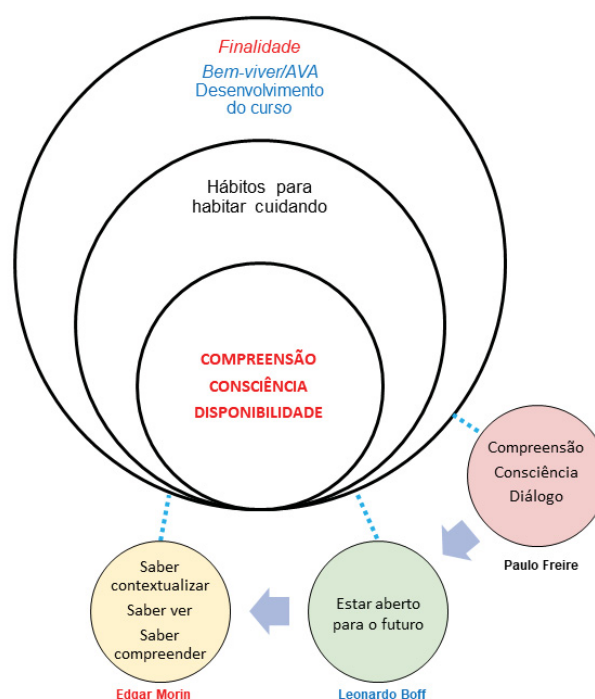 Finalidade
Bem-viver/AVA
Desenvolvimento
do curso
Hábitos para
habitar cuidando
COMPREENSÃO
CONSCIÊNCIA
DISPONIBILIDADE
Compreensão
Consciência
Diálogo
Paulo Freire
Estar aberto
para o futuro
Leonardo Boff
Saber
contextualizar
Saber ver
Saber
compreender
Edgar Morin